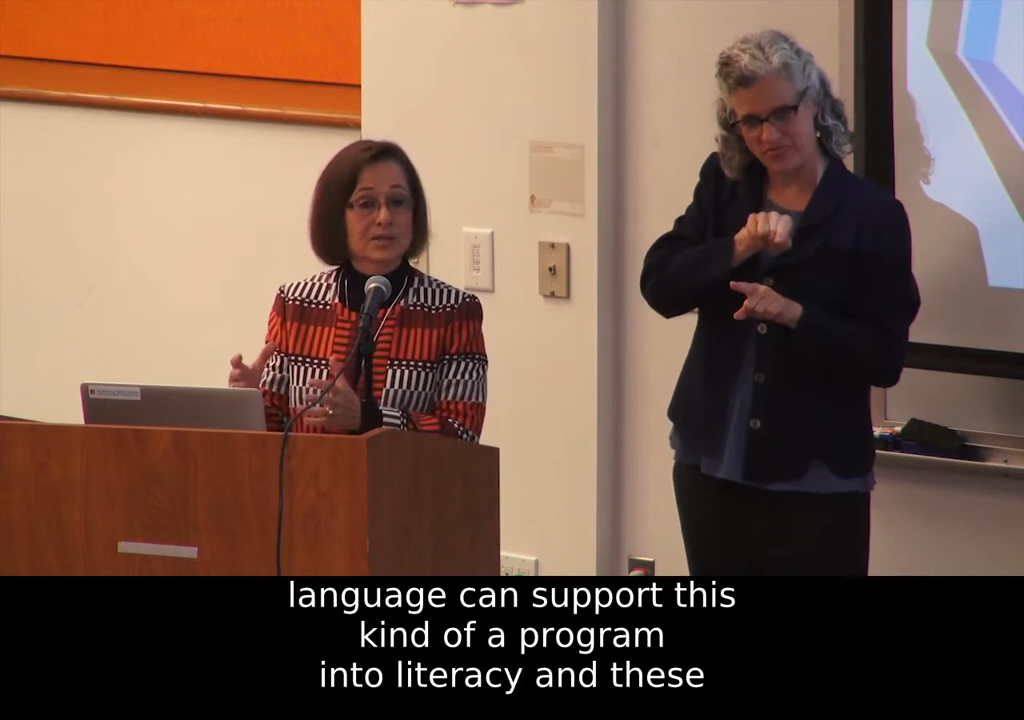 language can support this
kind of a program
into literacy and these